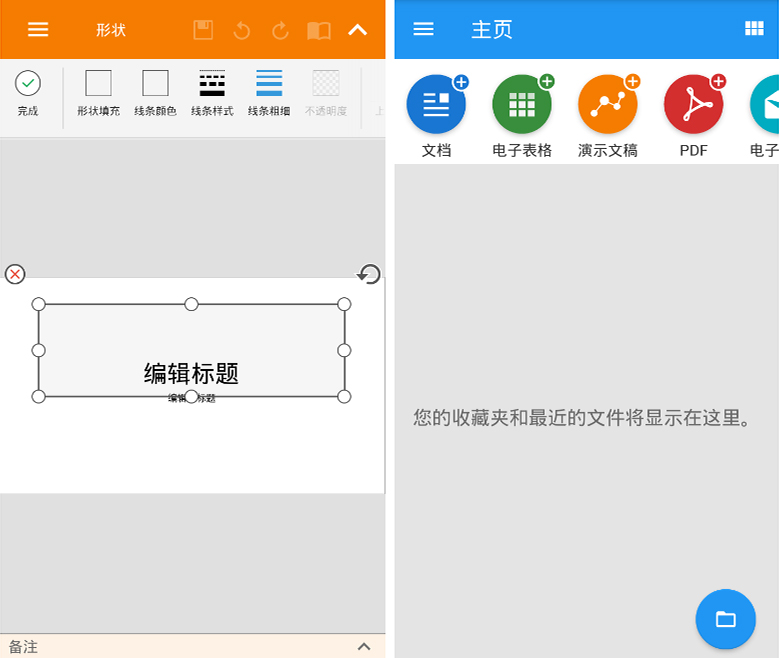 形状
完成
形状填充
线条颜色
线条样式
线条粗细
不透明度
上
编辑标题
编辑
标题
备注
主页
文档
电子表格
演示文稿
PDF
电子
您的收藏夹和最近的文件将显示在这里。